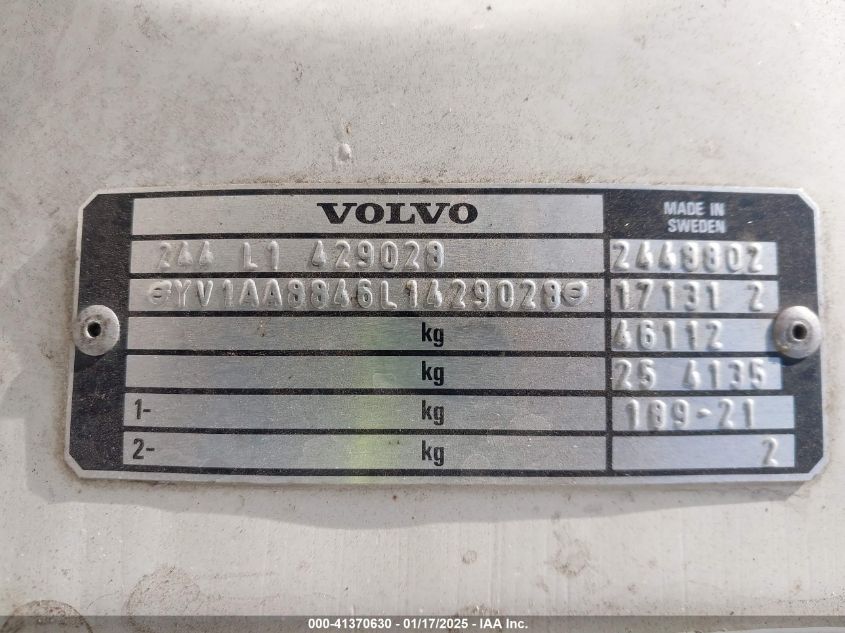 VOLVO
MADE IN
SWEDEN
244 L1 429028
2448802
YV1AA8846L1429028
17131 2
kg
46112
kg
25 4135
1- kg
189-21
2- kg
2
000-41370630 - 01/17/2025 - IAA Inc.